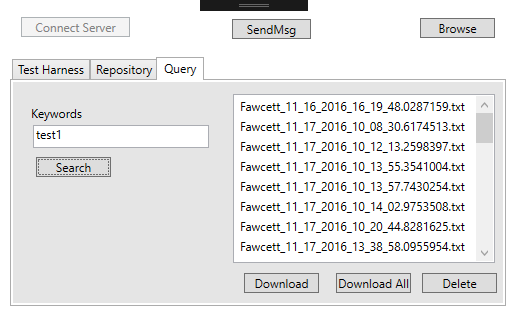 Connect Server
SendMsg
Browse
Test Harness
Repository
Query
Keywords
test1
Search
Fawcett_11_16_2016_16_19_48.0287159.txt
Fawcett_11_17_2016_10_08_30.6174513.txt
Fawcett_11_17_2016_10_12_13.2598397.txt
Fawcett_11_17_2016_10_13_55.3541004.txt
Fawcett_11_17_2016_10_13_57.7430254.txt
Fawcett_11_17_2016_10_14_02.9753508.txt
Fawcett_11_17_2016_10_20_44.8281625.txt
Fawcett_11_17_2016_13_38_58.0955954.txt
Download
Download All
Delete